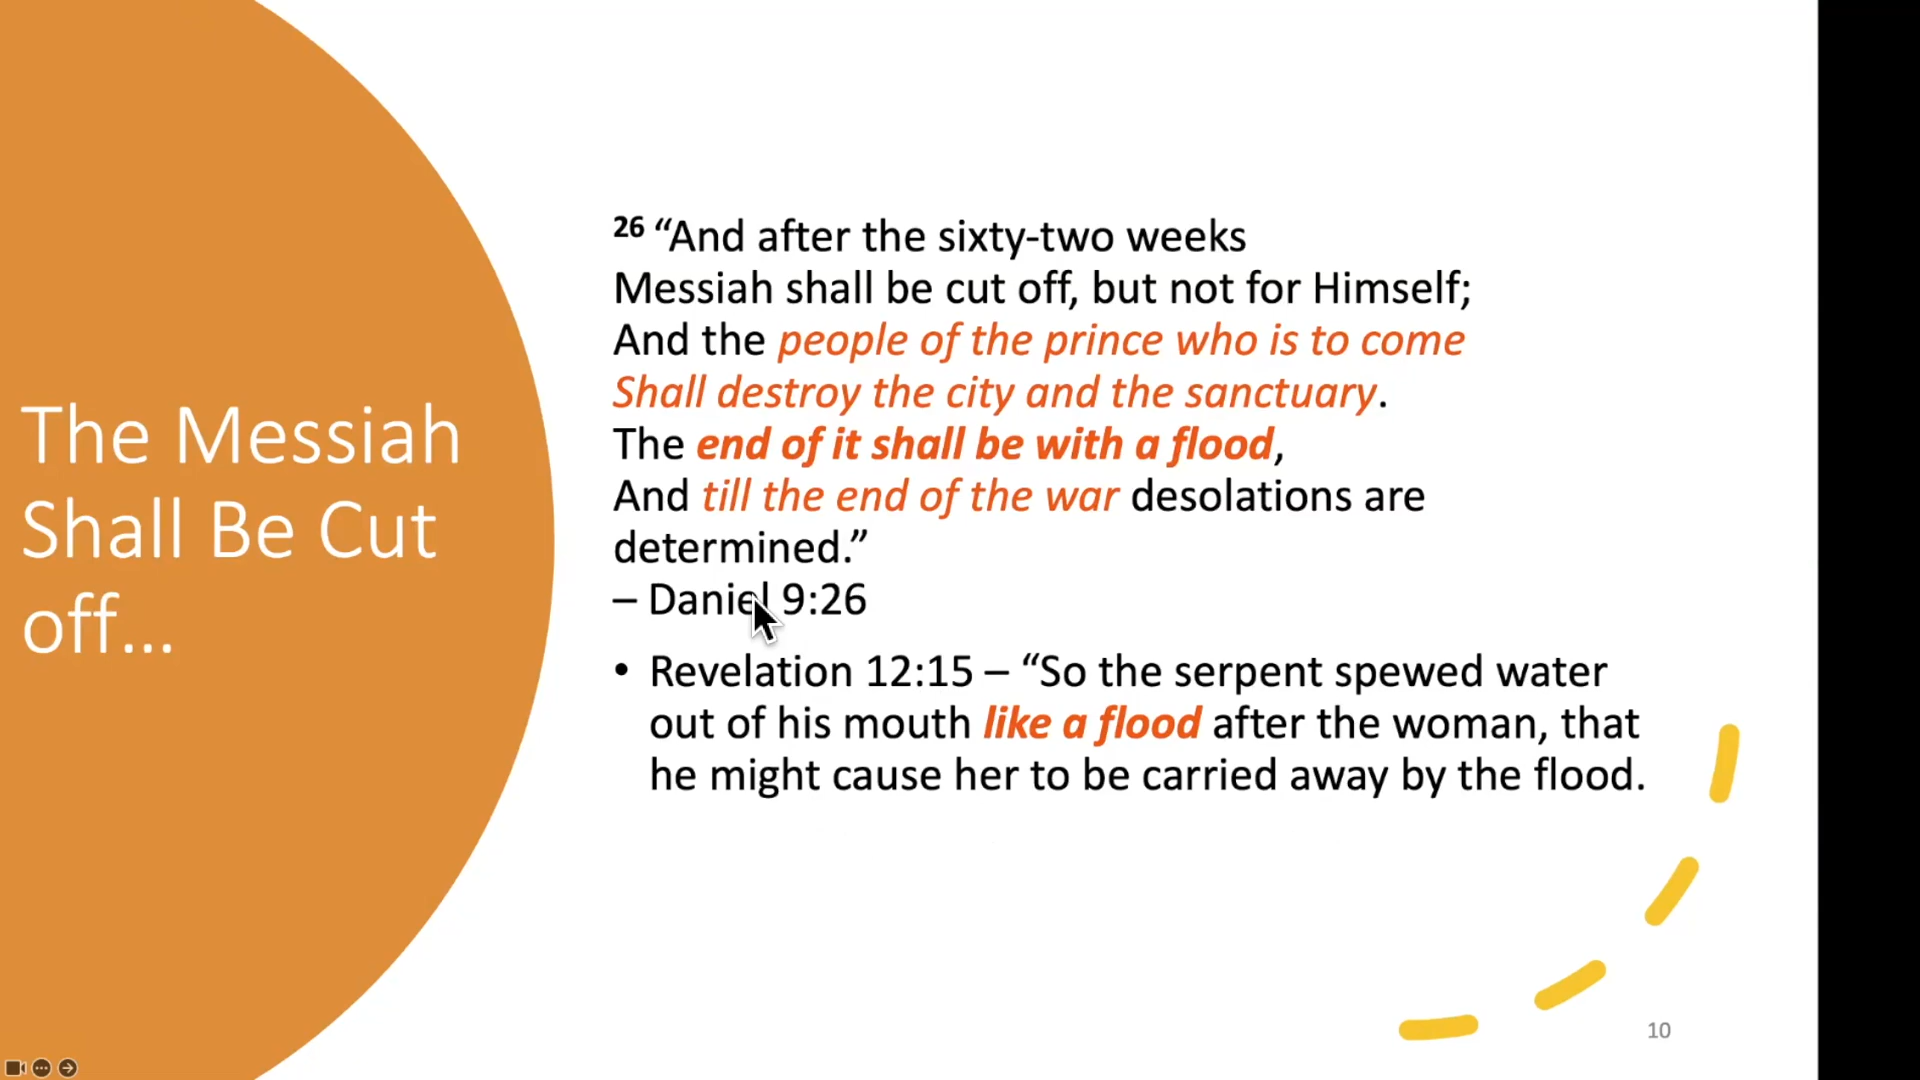 The Messiah
Shall Be Cut
off...
26 “And after the sixty-two weeks
Messiah shall be cut off, but not for Himself;
And the people of the prince who is to come
Shall destroy the city and the sanctuary.
The end of it shall be with a flood,
And till the end of the war desolations are
determined.”
– Daniel 9:26
• Revelation 12:15 – “So the serpent spewed water
out of his mouth like a flood after the woman, that
he might cause her to be carried away by the flood.
10